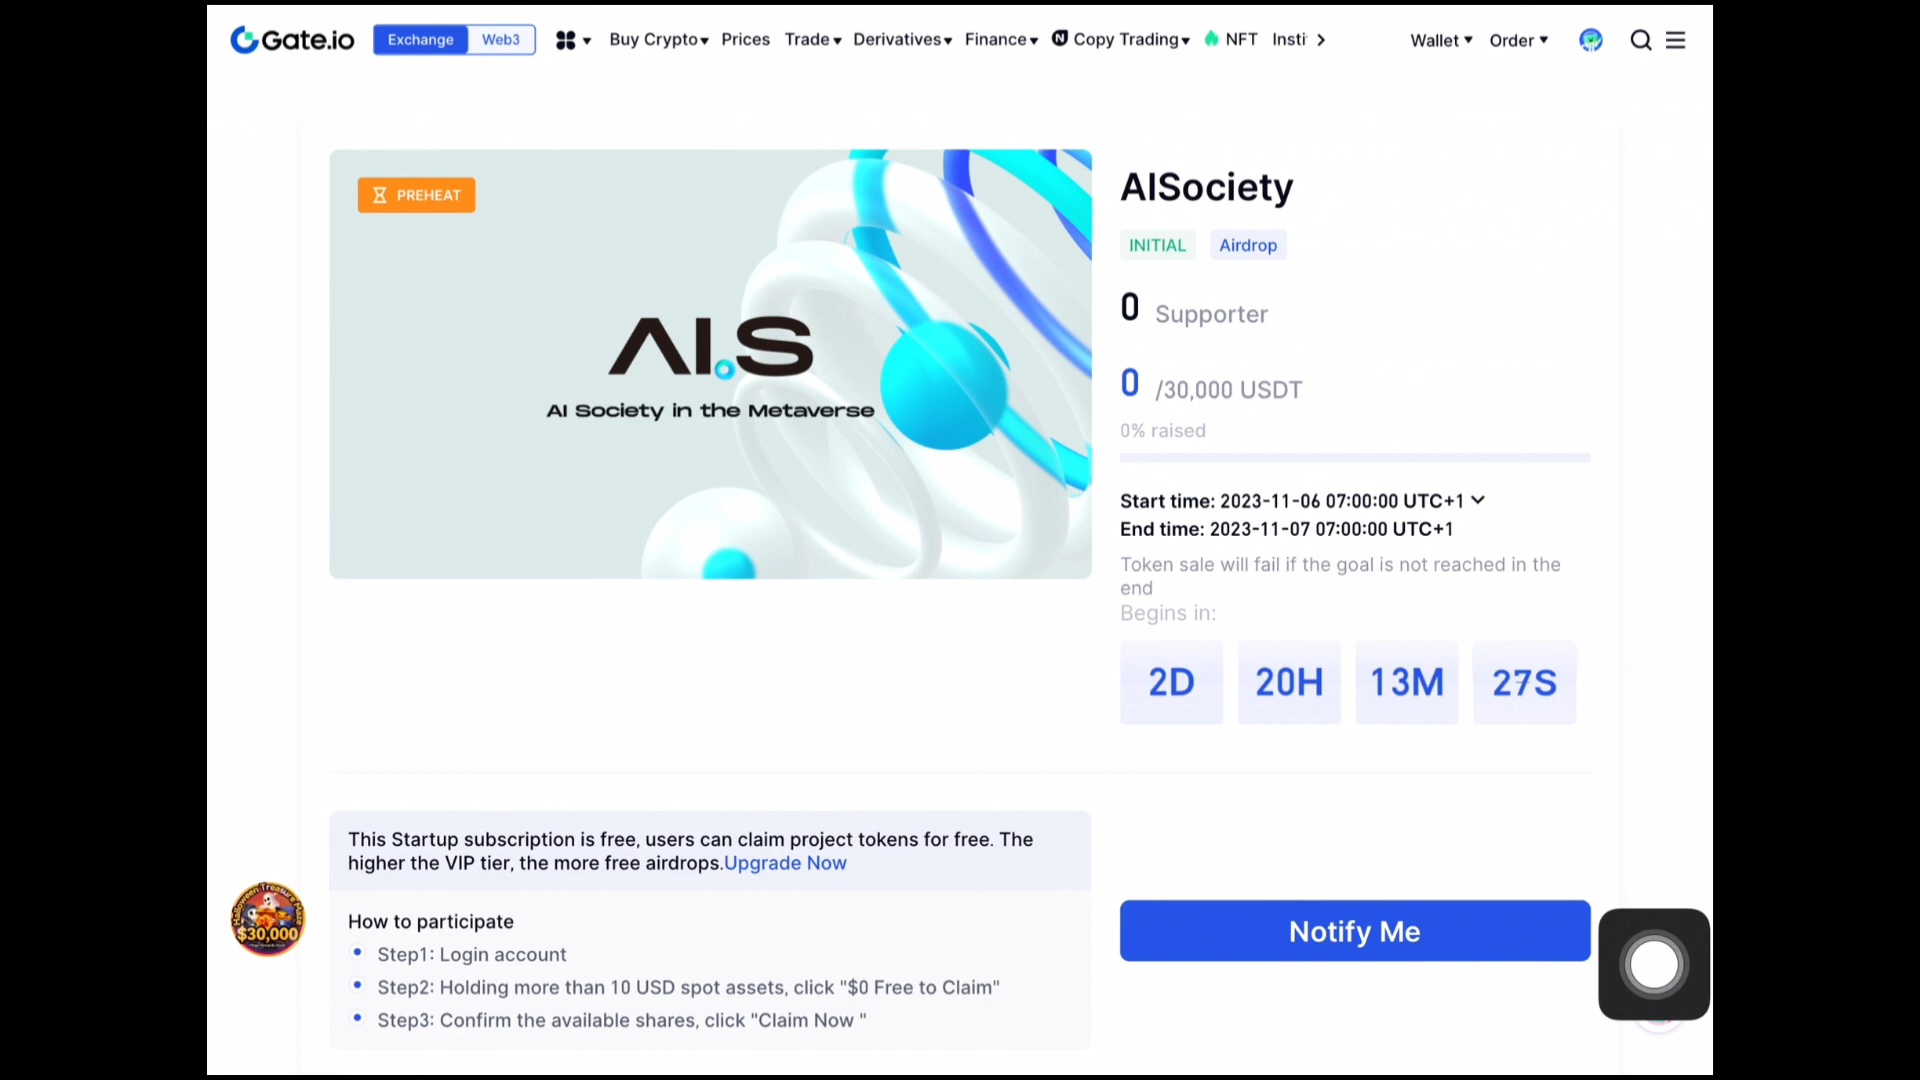 Gate.io Exchange Web3 Buy Crypto Prices Trade Derivatives Finance Copy Trading NFT Insti Wallet Order
PREHEAT
AI.S
AI Society in the Metaverse
AISociety
INITIAL Airdrop
0 Supporter
0 /30,000 USDT
0% raised
Start time: 2023-11-06 07:00:00 UTC+1
End time: 2023-11-07 07:00:00 UTC+1
Token sale will fail if the goal is not reached in the
end
Begins in:
2D 20H 13M 27S
This Startup subscription is free, users can claim project tokens for free. The
higher the VIP tier, the more free airdrops.Upgrade Now
How to participate
Step1: Login account
Step2: Holding more than 10 USD spot assets, click "$0 Free to Claim"
Step3: Confirm the available shares, click "Claim Now "
Notify Me
Halloween Treasure Maze
$30,000